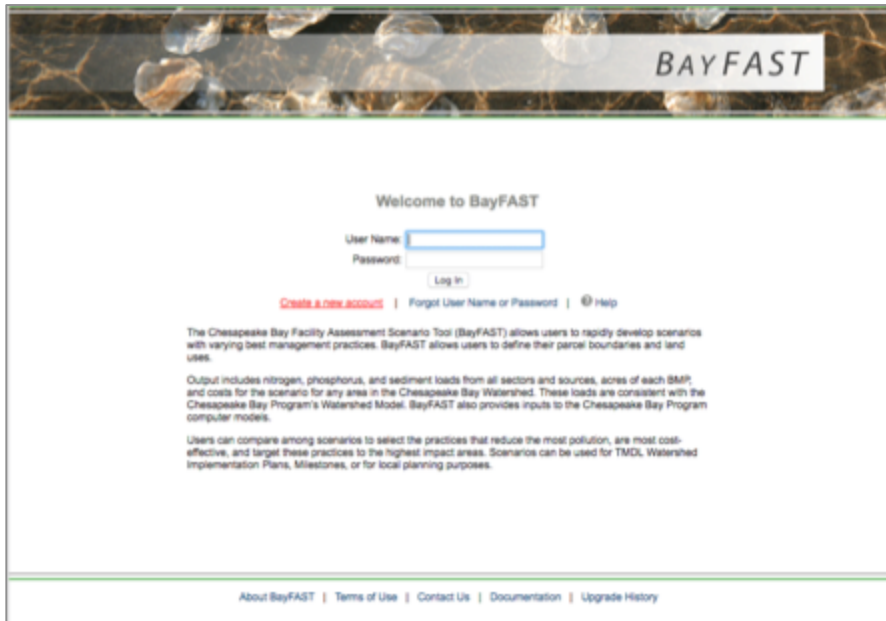 BAYFAST
Welcome to BayFAST
User Name:
Password:
Log In
Create a new account | Forgot User Name or Password | Help
The Chesapeake Bay Facility Assessment Scenario Tool (BayFAST) allows users to rapidly develop scenarios
with varying best management practices. BayFAST allows users to define their parcel boundaries and land
uses.
Output includes nitrogen, phosphorus, and sediment loads from all sectors and sources, acres of each BMP,
and costs for the scenario for any area in the Chesapeake Bay Watershed. These loads are consistent with the
Chesapeake Bay Program's Watershed Model. BayFAST also provides inputs to the Chesapeake Bay Program
computer models.
Users can compare among scenarios to select the practices that reduce the most pollution, are most cost-
effective, and target these practices to the highest impact areas. Scenarios can be used for TMDL Watershed
Implementation Plans, Milestones, or for local planning purposes.
About BayFAST | Terms of Use | Contact Us | Documentation | Upgrade History